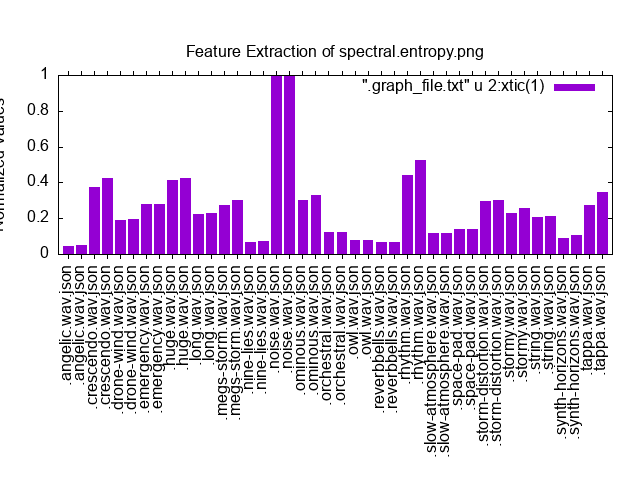 Feature Extraction of spectral.entropy.png
".graph_file.txt" u 2:xtic(1)
Normalized Values
1
0.8
0.6
0.4
0.2
0
.angelic.wav.json
.angelic.wav.json
.crescendo.wav.json
.crescendo.wav.json
.drone-wind.wav.json
.drone-wind.wav.json
.emergency.wav.json
.emergency.wav.json
.huge.wav.json
.huge.wav.json
.long.wav.json
.long.wav.json
.megs-storm.wav.json
.megs-storm.wav.json
.nine-lies.wav.json
.nine-lies.wav.json
.noise.wav.json
.noise.wav.json
.ominous.wav.json
.ominous.wav.json
.orchestral.wav.json
.orchestral.wav.json
.owl.wav.json
.owl.wav.json
.reverbbells.wav.json
.reverbells.wav.json
.rhythm.wav.json
.rhythm.wav.json
.slow-atmosphere.wav.json
.slow-atmosphere.wav.json
.space-pad.wav.json
.space-pad.wav.json
.storm-distortion.wav.json
.storm-distortion.wav.json
.stormy.wav.json
.stormy.wav.json
.string.wav.json
.string.wav.json
.synth-horizons.wav.json
.synth-horizons.wav.json
.tappa.wav.json
.tappa.wav.json